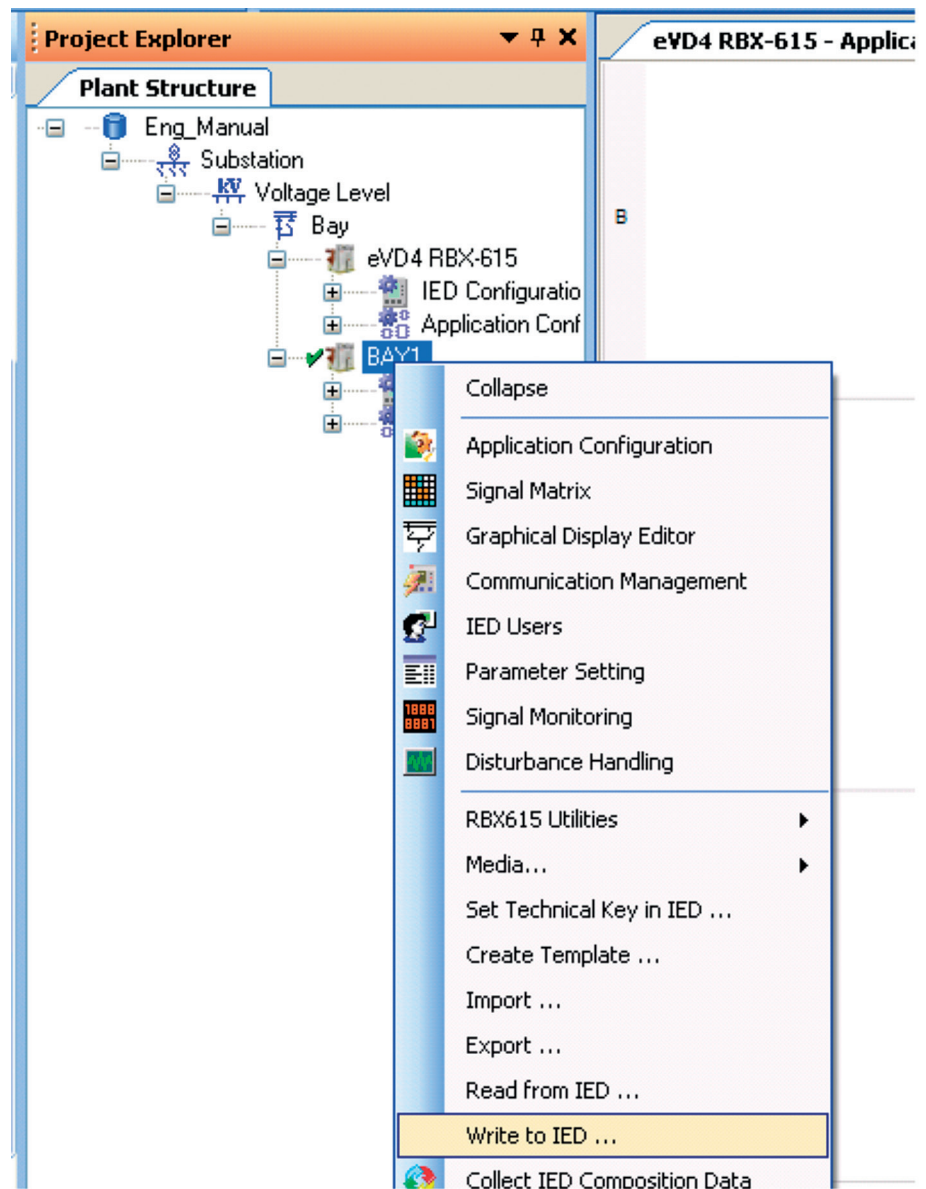 Project Explorer
eVD4 RBX-615 - Applica
Plant Structure
Eng_Manual
Substation
kV Voltage Level
Bay
B
eVD4 RBX-615
IED Configuratio
Application Conf
BAY1
Collapse
Application Configuration
Signal Matrix
Graphical Display Editor
Communication Management
IED Users
Parameter Setting
1888
8881
Signal Monitoring
Disturbance Handling
RBX615 Utilities
Media...
Set Technical Key in IED ...
Create Template ...
Import ...
Export ...
Read from IED ...
Write to IED ...
Collect IED Composition Data